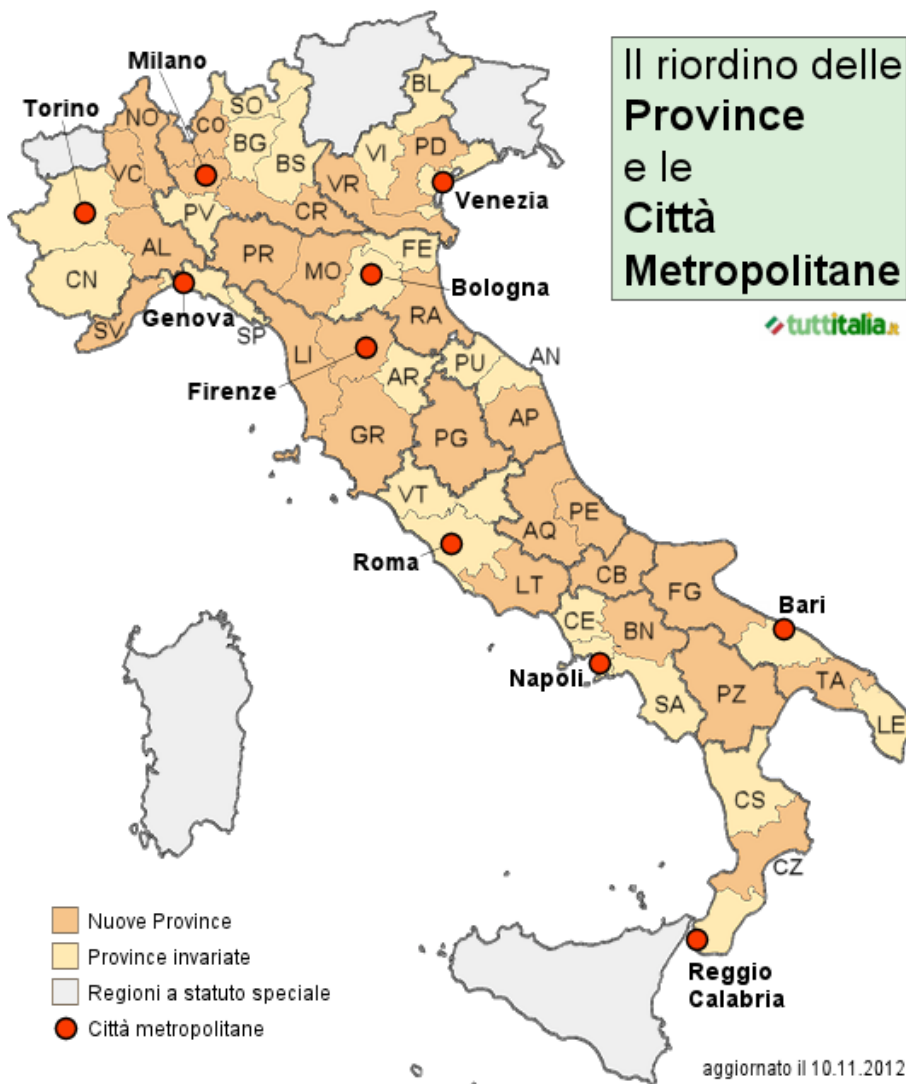 Il riordino delle
Province
e le
Città
Metropolitane
tuttitalia.it
Milano
Torino
NO
CO
SO
BL
BG
BS
VI
PD
VC
VR
Venezia
PV
CR
AL
PR
MO
FE
CN
Bologna
Genova
RA
SV
SP
LI
PU
AN
Firenze
AR
AP
GR
PG
VT
PE
AQ
Roma
LT
CB
FG
Bari
CE
BN
Napoli
SA
PZ
TA
LE
CS
CZ
Nuove Province
Province invariate
Regioni a statuto speciale
Città metropolitane
Reggio
Calabria
aggiornato il 10.11.2012